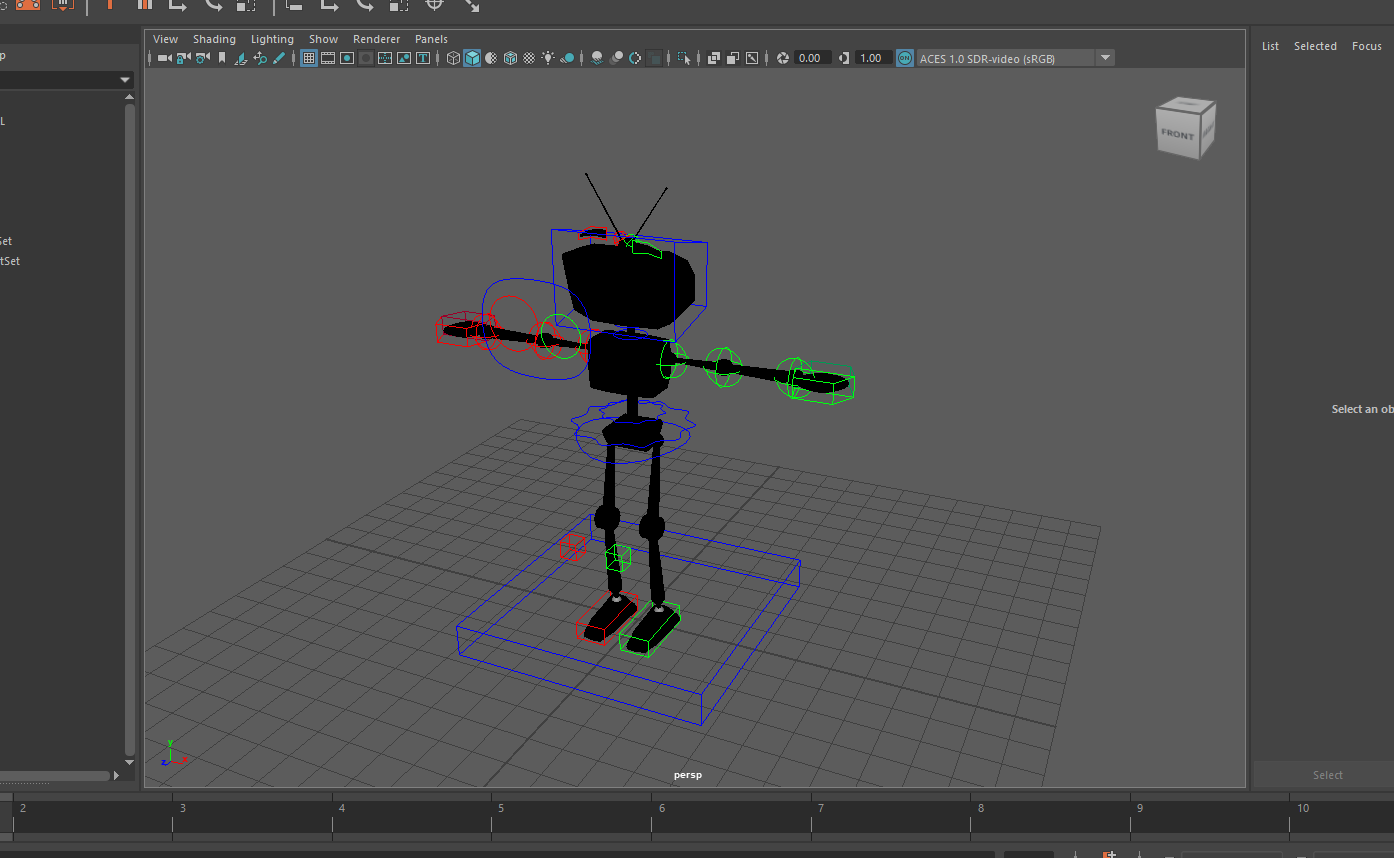 View Shading Lighting Show Renderer Panels
List Selected Focus
p
0.00 1.00 ON ACES 1.0 SDR-video (sRGB)
L
FRONT
Set
tSet
Select an ob
y
z x
persp
Select
2 3 4 5 6 7 8 9 10